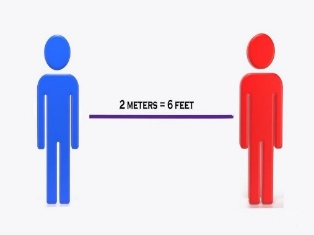 2 METERS = 6 FEET